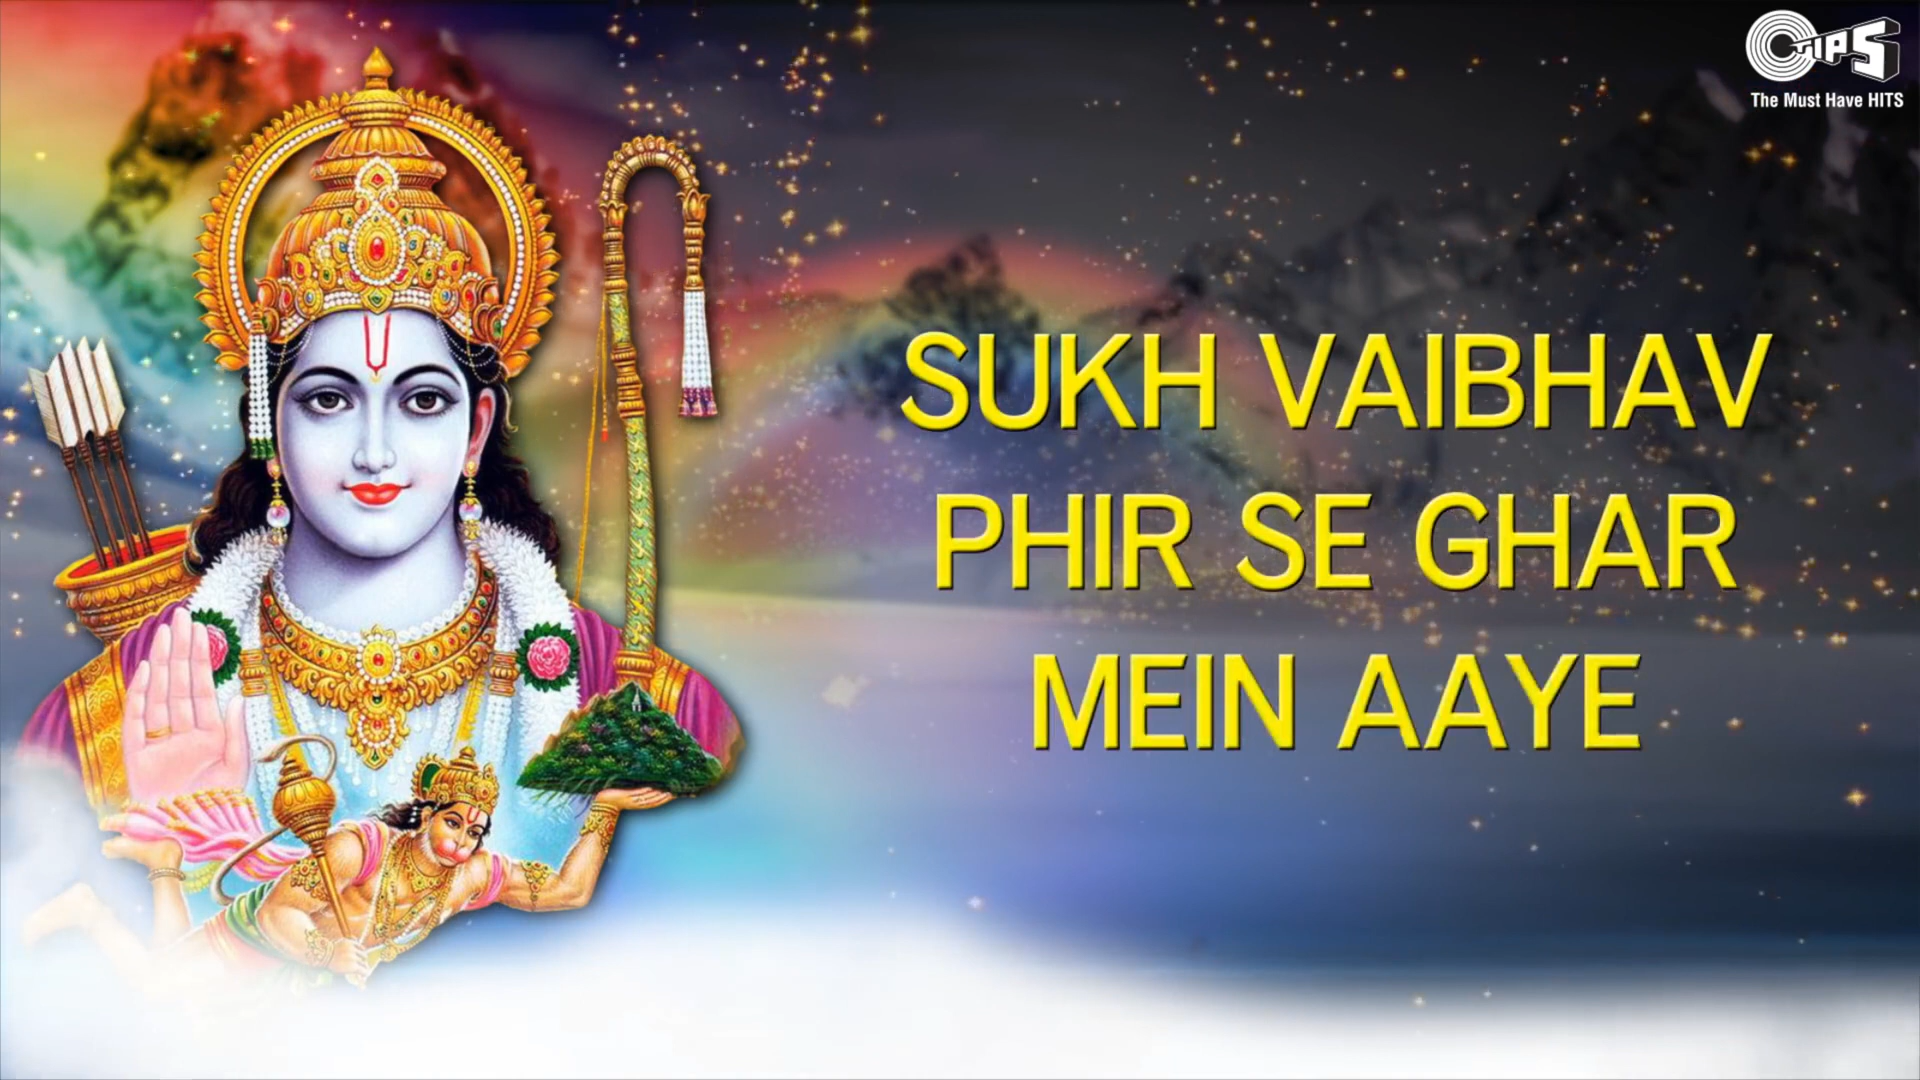 TIPS
The Must Have HITS
SUKH VAIBHAV
PHIR SE GHAR
MEIN AAYE